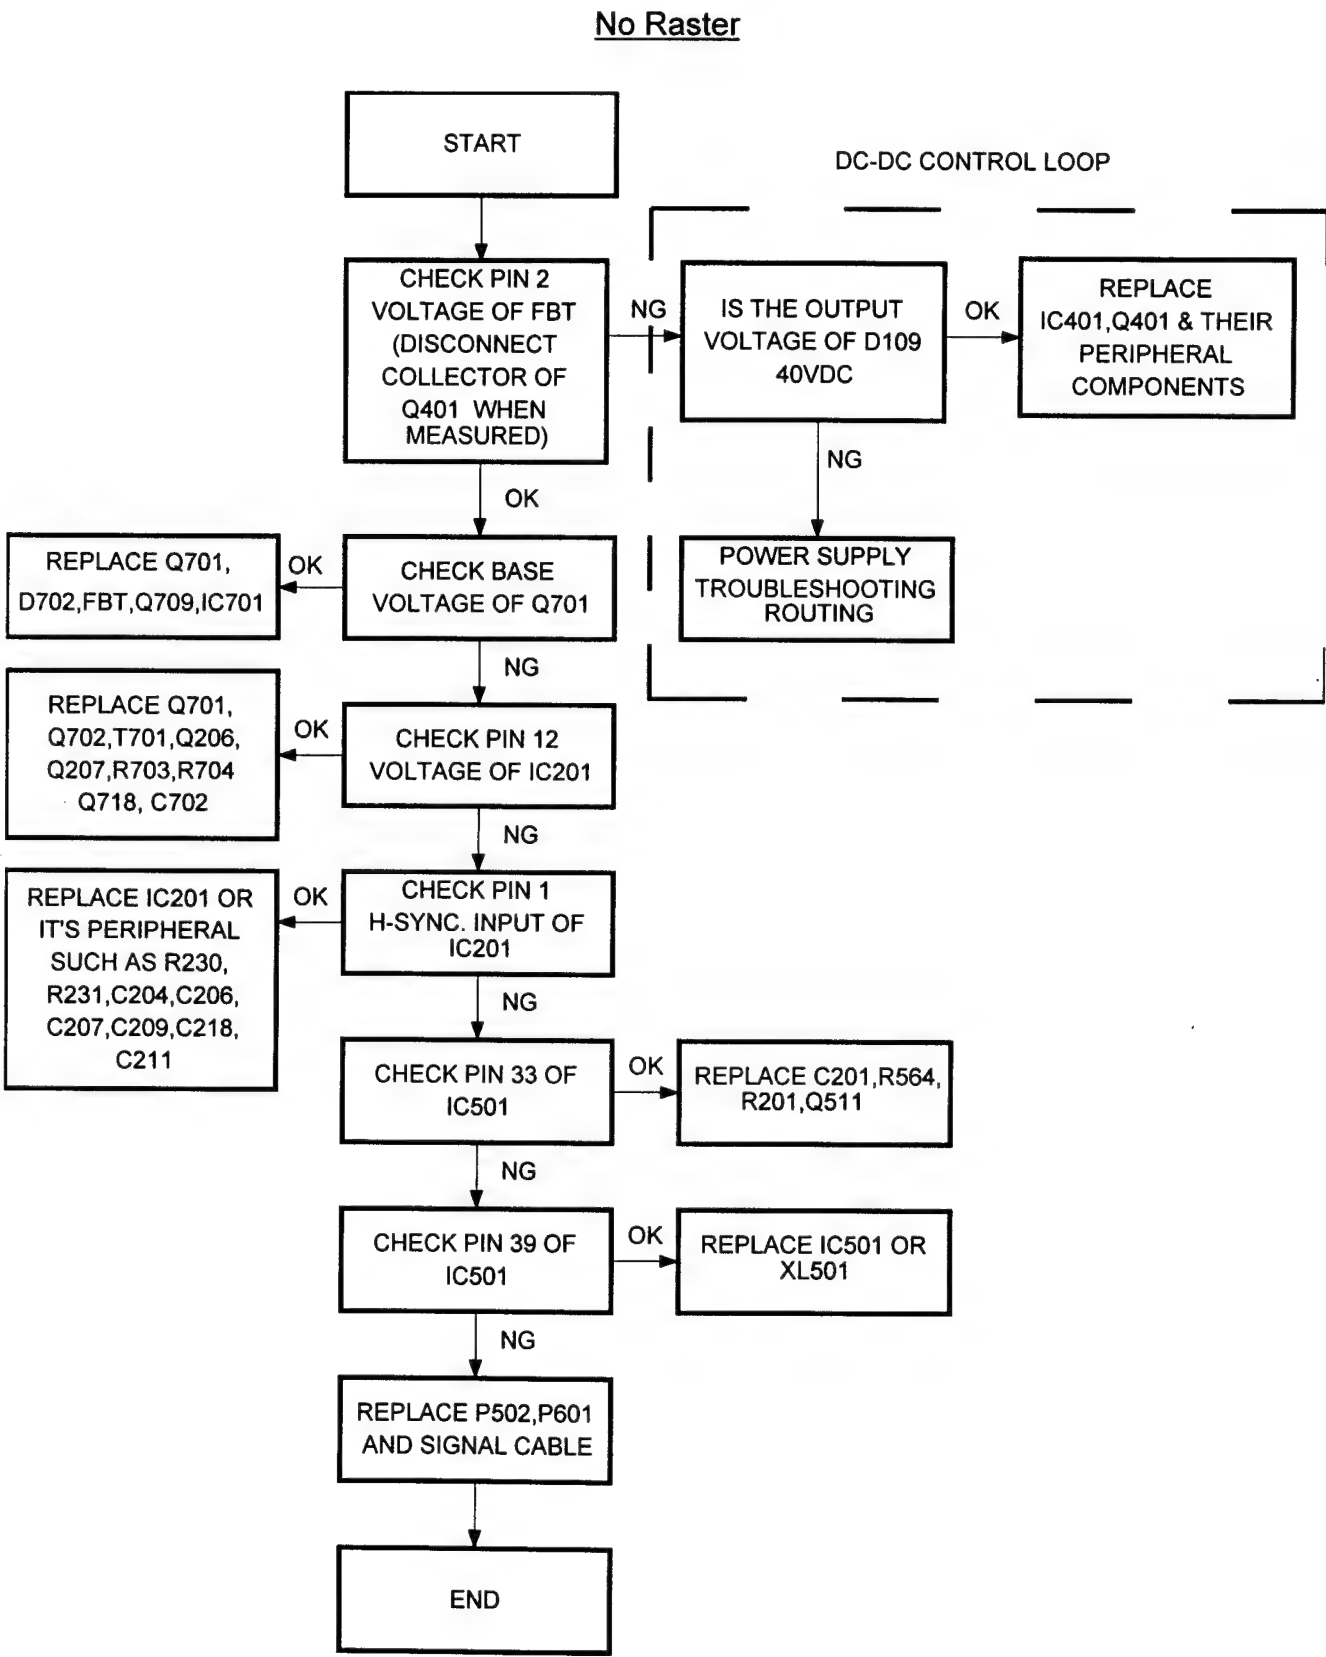 No Raster
START
DC-DC CONTROL LOOP
CHECK PIN 2
VOLTAGE OF FBT
(DISCONNECT
COLLECTOR OF
Q401 WHEN
MEASURED)
NG
IS THE OUTPUT
VOLTAGE OF D109
40VDC
OK
REPLACE
IC401,Q401 & THEIR
PERIPHERAL
COMPONENTS
NG
POWER SUPPLY
TROUBLESHOOTING
ROUTING
OK
CHECK BASE
VOLTAGE OF Q701
OK
REPLACE Q701,
D702,FBT,Q709,IC701
NG
CHECK PIN 12
VOLTAGE OF IC201
OK
REPLACE Q701,
Q702,T701,Q206,
Q207,R703,R704
Q718, C702
NG
CHECK PIN 1
H-SYNC. INPUT OF
IC201
OK
REPLACE IC201 OR
IT'S PERIPHERAL
SUCH AS R230,
R231,C204,C206,
C207,C209,C218,
C211
NG
CHECK PIN 33 OF
IC501
OK
REPLACE C201,R564,
R201,Q511
NG
CHECK PIN 39 OF
IC501
OK
REPLACE IC501 OR
XL501
NG
REPLACE P502,P601
AND SIGNAL CABLE
END